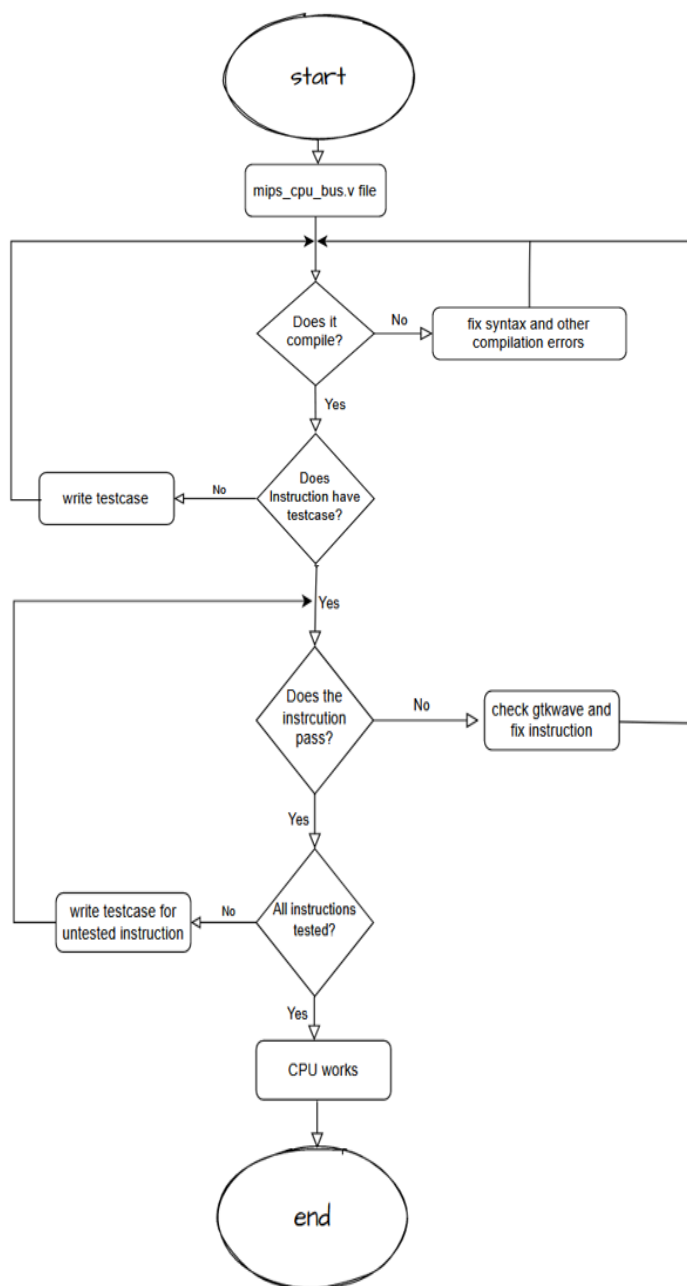 start
mips_cpu_bus.v file
Does it
compile?
No
fix syntax and other
compilation errors
Yes
Does
Instruction have
testcase?
No
write testcase
Yes
Does the
instrcution
pass?
No
check gtkwave and
fix instruction
Yes
All instructions
tested?
No
write testcase for
untested instruction
Yes
CPU works
end